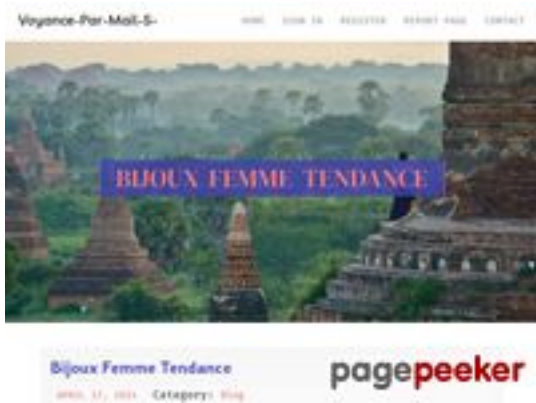 Voyance-Par-Mail-S-
HOME SIGN IN REGISTER REPORT PAGE CONTACT
BIJOUX FEMME TENDANCE
Bijoux Femme Tendance
Category: Blog
pagepeeker